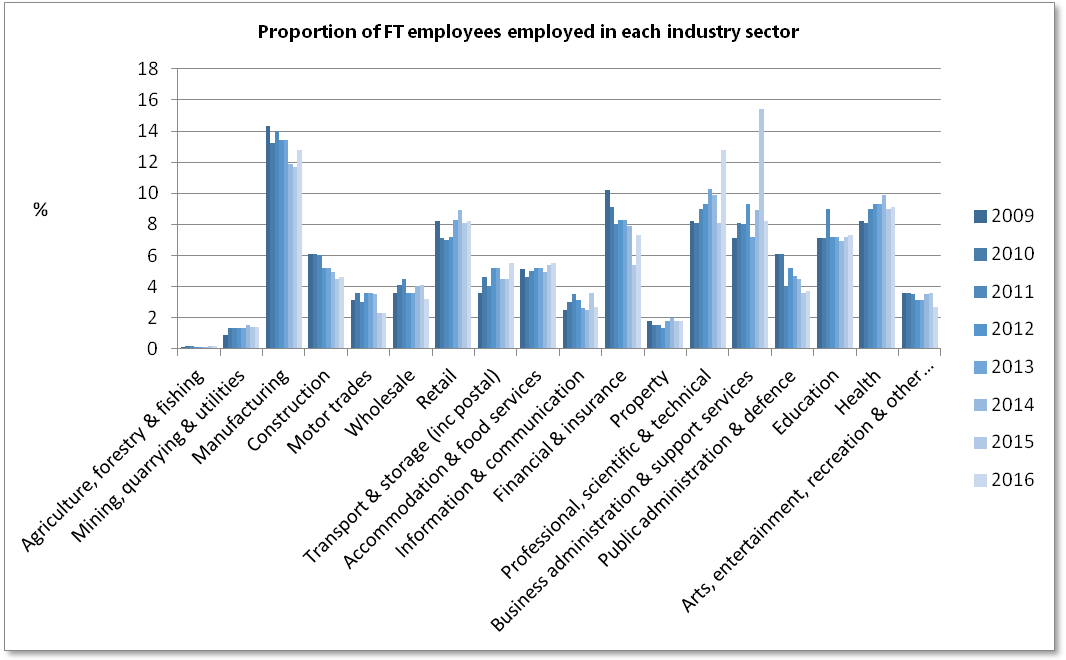 Proportion of FT employees employed in each industry sector
18
16
14
12
10
8
6
4
2
0
%
Agriculture, forestry & fishing
Mining, quarrying & utilities
Manufacturing
Construction
Motor trades
Wholesale
Retail
Transport & storage (inc postal)
Accommodation & food services
Information & communication
Financial & insurance
Property
Professional, scientific & technical
Business administration & support services
Public administration & defence
Education
Health
Arts, entertainment, recreation & other...
2009
2010
2011
2012
2013
2014
2015
2016